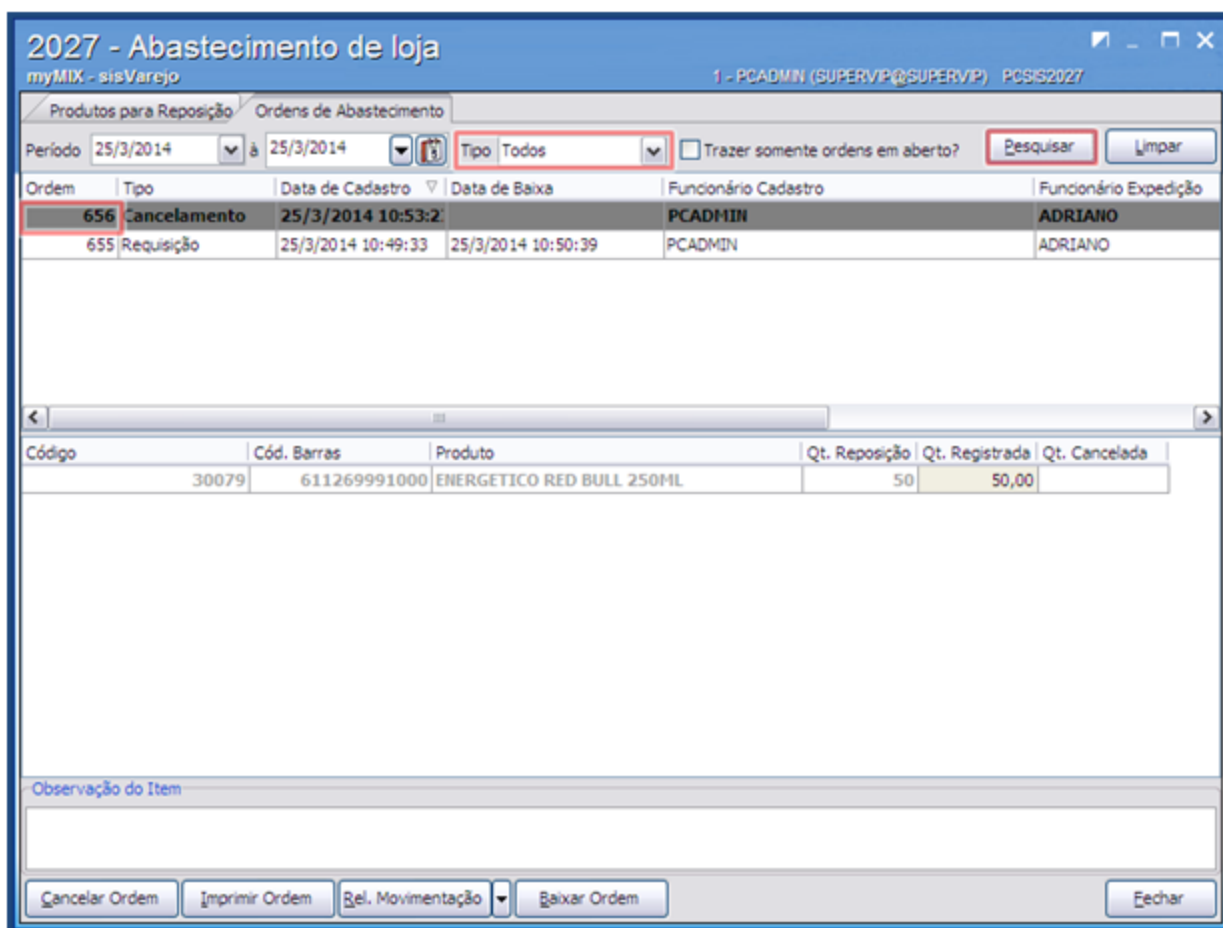 2027 - Abastecimento de loja
myMIX - sisVarejo 1 - PCADMIN (SUPERVIP@SUPERVIP) PCSIS2027
Produtos para Reposição Ordens de Abastecimento
Período 25/3/2014 à 25/3/2014 Tipo Todos Trazer somente ordens em aberto? Pesquisar Limpar
Ordem Tipo Data de Cadastro Data de Baixa Funcionário Cadastro Funcionário Expedição
656 Cancelamento 25/3/2014 10:53:2 PCADMIN ADRIANO
655 Requisição 25/3/2014 10:49:33 25/3/2014 10:50:39 PCADMIN ADRIANO
Código Cód. Barras Produto Qt. Reposição Qt. Registrada Qt. Cancelada
30079 611269991000 ENERGETICO RED BULL 250ML 50 50,00
Observação do Item
Cancelar Ordem Imprimir Ordem Rel. Movimentação Baixar Ordem Fechar